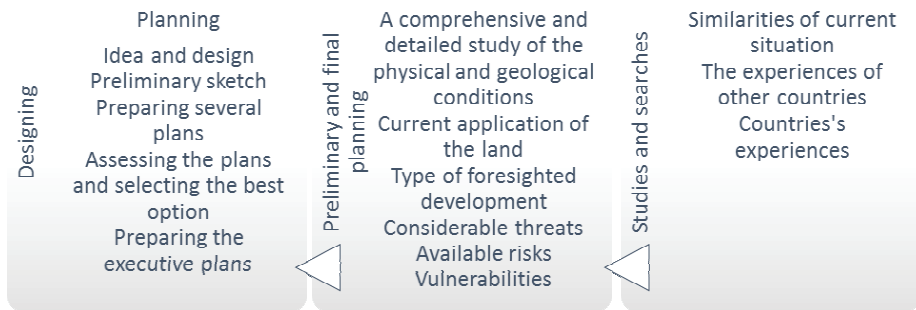 Designing
Planning
Idea and design
Preliminary sketch
Preparing several
plans
Assessing the plans
and selecting the best
option
Preparing the
executive plans
Preliminary and final
planning
A comprehensive and
detailed study of the
physical and geological
conditions
Current application of
the land
Type of foresighted
development
Considerable threats
Available risks
Vulnerabilities
Studies and searches
Similarities of current
situation
The experiences of
other countries
Countries's
experiences